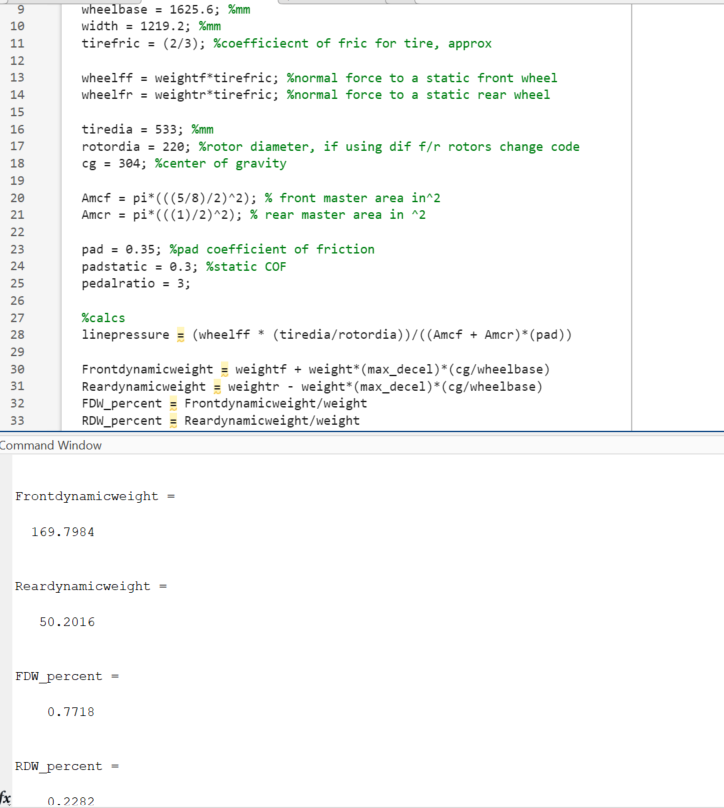 9 wheelbase = 1625.6; %mm
10 width = 1219.2; %mm
11 tirefric = (2/3); %coefficiecnt of fric for tire, approx
12
13 wheelff = weightf*tirefric; %normal force to a static front wheel
14 wheelfr = weightr*tirefric; %normal force to a static rear wheel
15
16 tiredia = 533; %mm
17 rotordia = 220; %rotor diameter, if using dif f/r rotors change code
18 cg = 304; %center of gravity
19
20 Amcf = pi*(((5/8)/2)^2); % front master area in^2
21 Amcr = pi*(((1)/2)^2); % rear master area in ^2
22
23 pad = 0.35; %pad coefficient of friction
24 padstatic = 0.3; %static COF
25 pedalratio = 3;
26
27 %calcs
28 linepressure = (wheelff * (tiredia/rotordia))/((Amcf + Amcr)*(pad))
29
30 Frontdynamicweight = weightf + weight*(max_decel)*(cg/wheelbase)
31 Reardynamicweight = weightr - weight*(max_decel)*(cg/wheelbase)
32 FDW_percent = Frontdynamicweight/weight
33 RDW_percent = Reardynamicweight/weight
Command Window
Frontdynamicweight =
169.7984
Reardynamicweight =
50.2016
FDW_percent =
0.7718
RDW_percent =
fx 0.2282